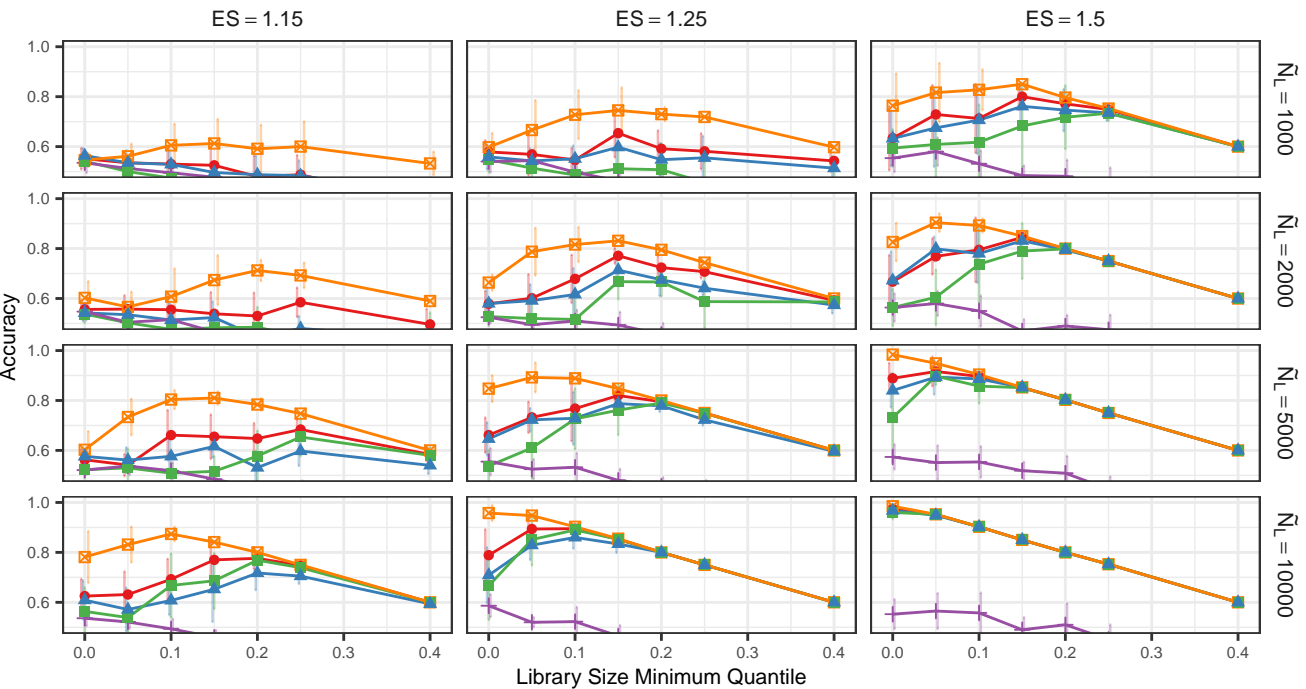 ES = 1.15
ES = 1.25
ES = 1.5
1.0
0.8
0.6
Ñ_L = 1000
1.0
0.8
0.6
Ñ_L = 2000
Accuracy
1.0
0.8
0.6
Ñ_L = 5000
1.0
0.8
0.6
Ñ_L = 10000
0.0 0.1 0.2 0.3 0.4
0.0 0.1 0.2 0.3 0.4
0.0 0.1 0.2 0.3 0.4
Library Size Minimum Quantile